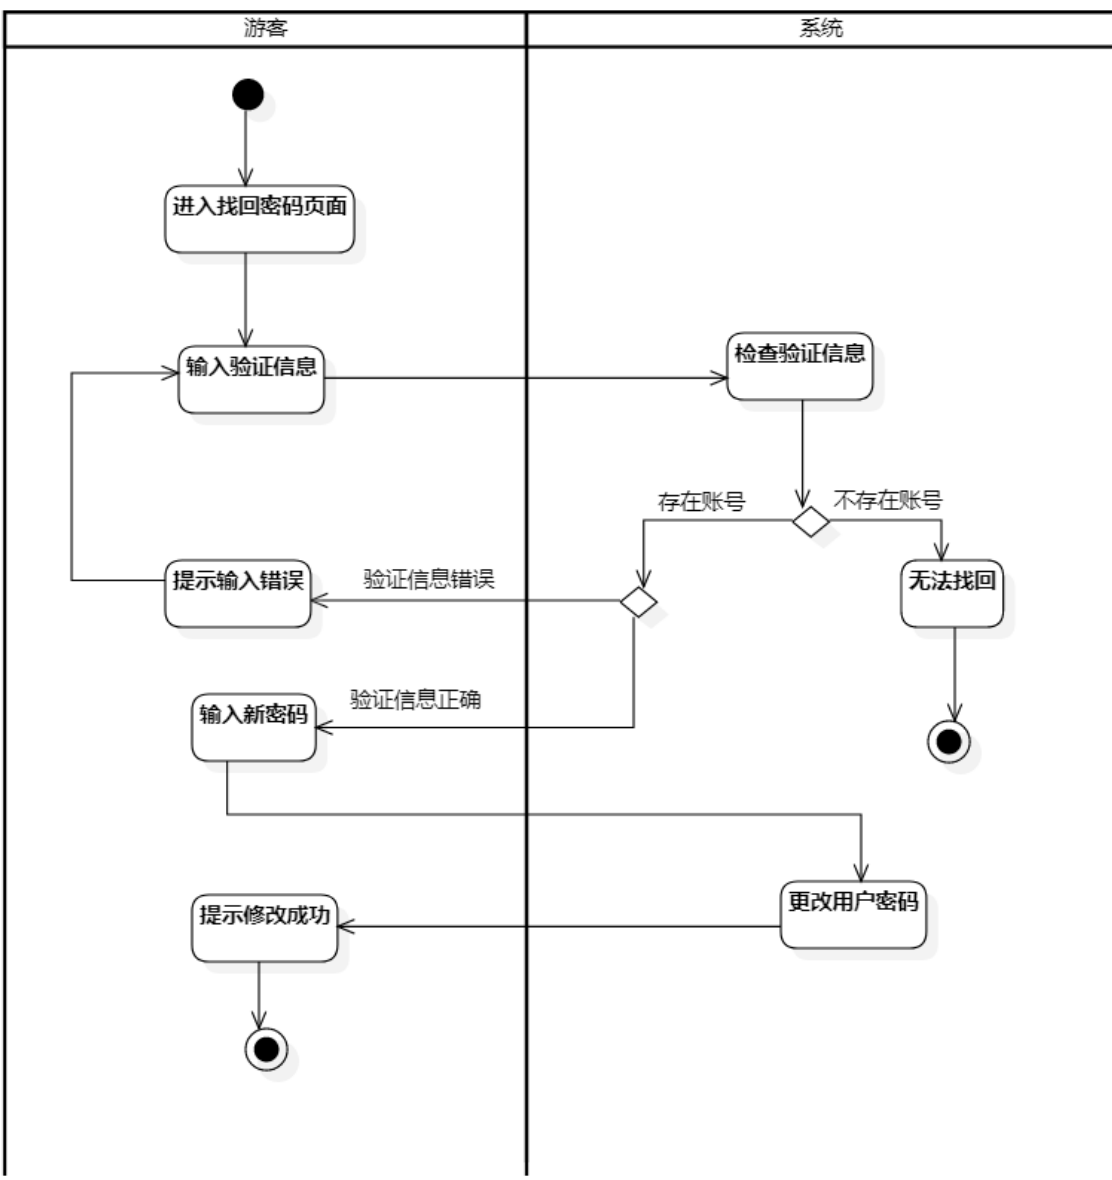 游客
系统
进入找回密码页面
输入验证信息
检查验证信息
存在账号
不存在账号
提示输入错误
验证信息错误
无法找回
输入新密码
验证信息正确
提示修改成功
更改用户密码